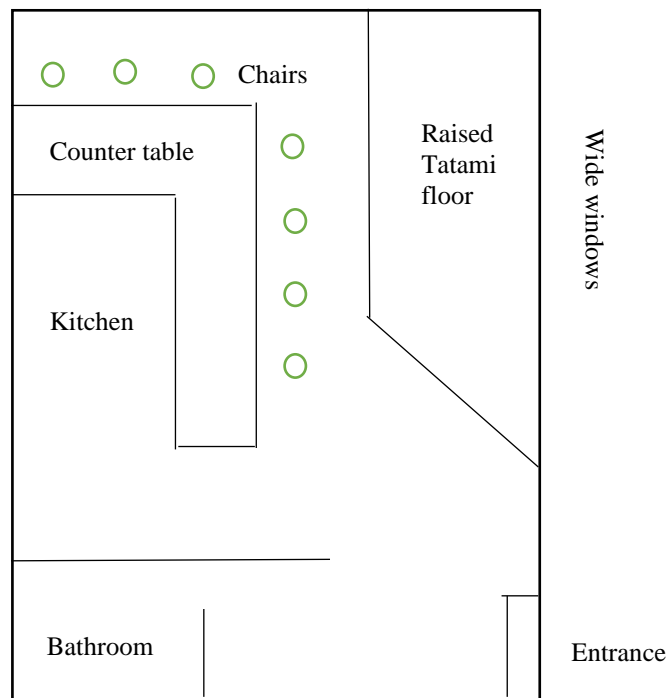 Chairs
Counter table
Raised
Tatami
floor
Wide windows
Kitchen
Bathroom
Entrance